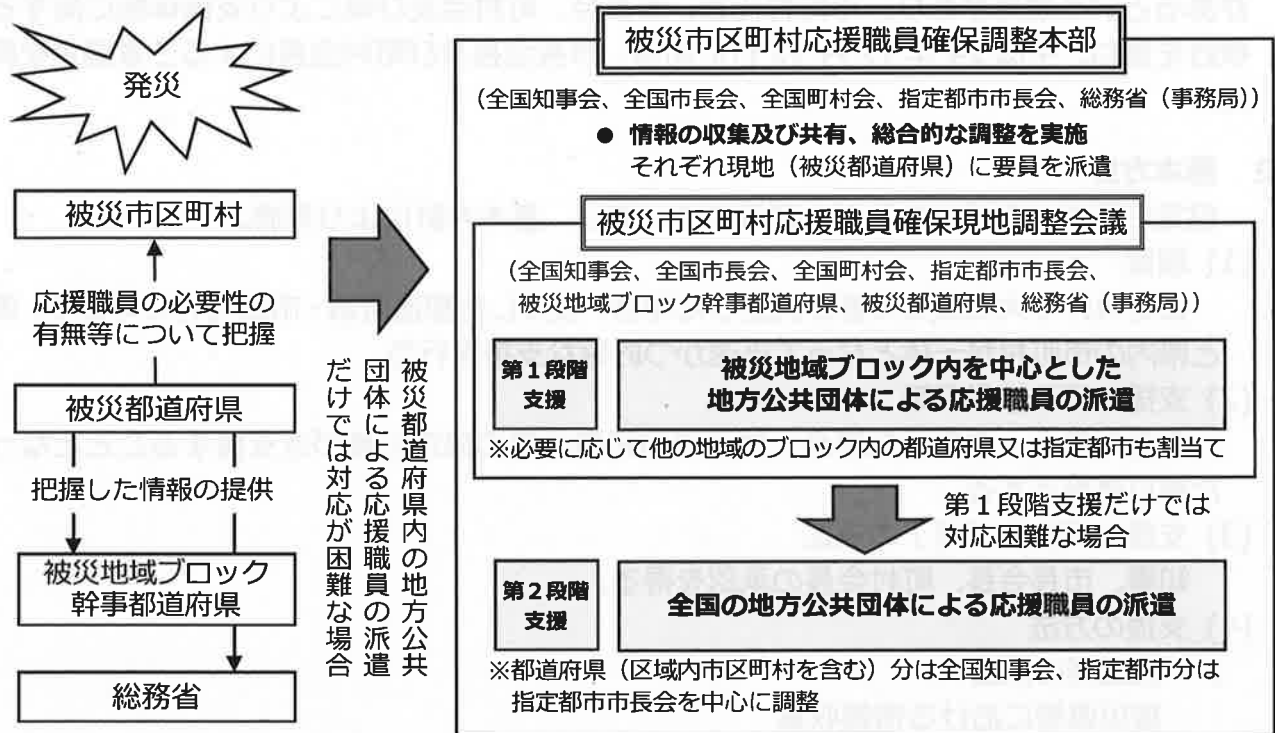 発災
被災市区町村
応援職員の必要性の
有無等について把握
被災都道府県
把握した情報の提供
被災地域ブロック
幹事都道府県
総務省
被災都道府県内の地方公共
団体による応援職員の派遣
だけでは対応が困難な場合
被災市区町村応援職員確保調整本部
(全国知事会、全国市長会、全国町村会、指定都市市長会、総務省(事務局))
● 情報の収集及び共有、総合的な調整を実施
それぞれ現地(被災都道府県)に要員を派遣
被災市区町村応援職員確保現地調整会議
(全国知事会、全国市長会、全国町村会、指定都市市長会、
被災地域ブロック幹事都道府県、被災都道府県、総務省(事務局))
第1段階
支援
被災地域ブロック内を中心とした
地方公共団体による応援職員の派遣
※必要に応じて他の地域のブロック内の都道府県又は指定都市も割当て
第1段階支援だけでは
対応困難な場合
第2段階
支援
全国の地方公共団体による応援職員の派遣
※都道府県(区域内市区町村を含む)分は全国知事会、指定都市分は
指定都市市長会を中心に調整